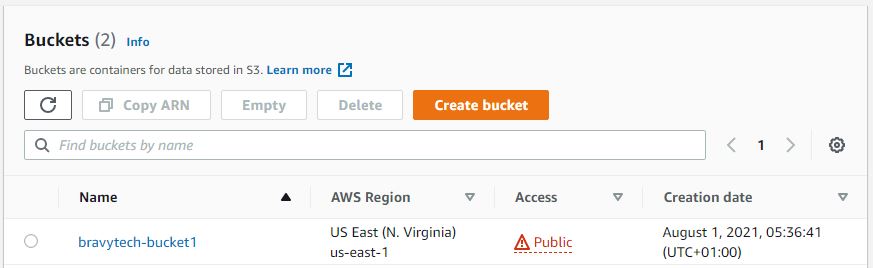 Buckets (2) Info
Buckets are containers for data stored in S3. Learn more
Copy ARN Empty Delete Create bucket
Find buckets by name 1
Name AWS Region Access Creation date
bravytech-bucket1 US East (N. Virginia) us-east-1 Public August 1, 2021, 05:36:41 (UTC+01:00)